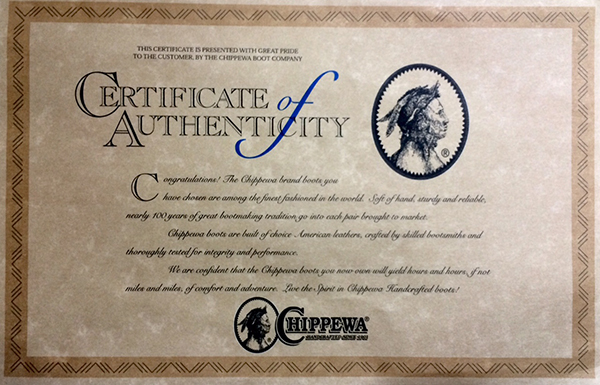 THIS CERTIFICATE IS PRESENTED WITH GREAT PRIDE
TO THE CUSTOMER, BY THE CHIPPEWA BOOT COMPANY
CERTIFICATE of
AUTHENTICITY
®
Congratulations! The Chippewa brand boots you
have chosen are among the finest fashioned in the world. Soft of hand, sturdy and reliable,
nearly 100 years of great bootmaking tradition go into each pair brought to market.
Chippewa boots are built of choice American leathers, crafted by skilled bootsmiths and
thoroughly tested for integrity and performance.
We are confident that the Chippewa boots you now own will yield hours and hours, if not
miles and miles, of comfort and adventure. Live the Spirit in Chippewa Handcrafted boots!
® CHIPPEWA®
HANDCRAFTED SINCE 1901